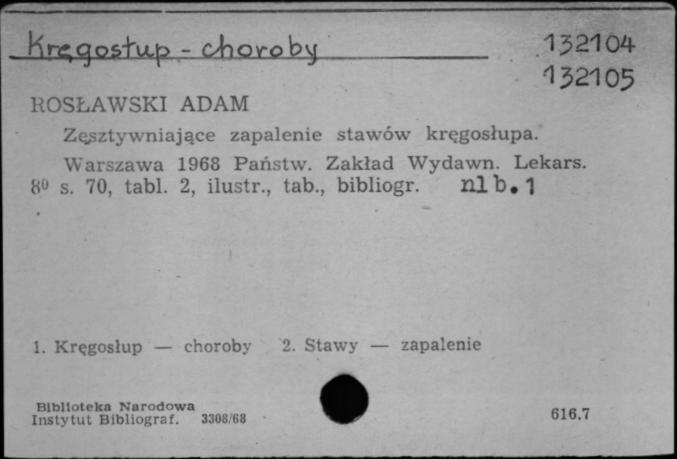 Kręgosłup - choroby
132104
132105
ROSŁAWSKI ADAM
Zesztywniające zapalenie stawów kręgosłupa.
Warszawa 1968 Państw. Zakład Wydawn. Lekars.
8⁰ s. 70, tabl. 2, ilustr., tab., bibliogr. nlb. 1
1. Kręgosłup — choroby 2. Stawy — zapalenie
Biblioteka Narodowa
Instytut Bibliograf. 3308/68
616.7